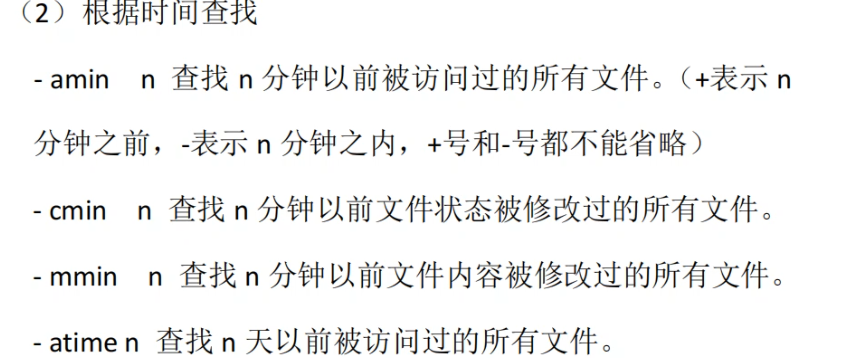 （2）根据时间查找
- amin n 查找 n 分钟以前被访问过的所有文件。（+表示 n
分钟之前，-表示 n 分钟之内，+号和-号都不能省略）
- cmin n 查找 n 分钟以前文件状态被修改过的所有文件。
- mmin n 查找 n 分钟以前文件内容被修改过的所有文件。
- atime n 查找 n 天以前被访问过的所有文件。